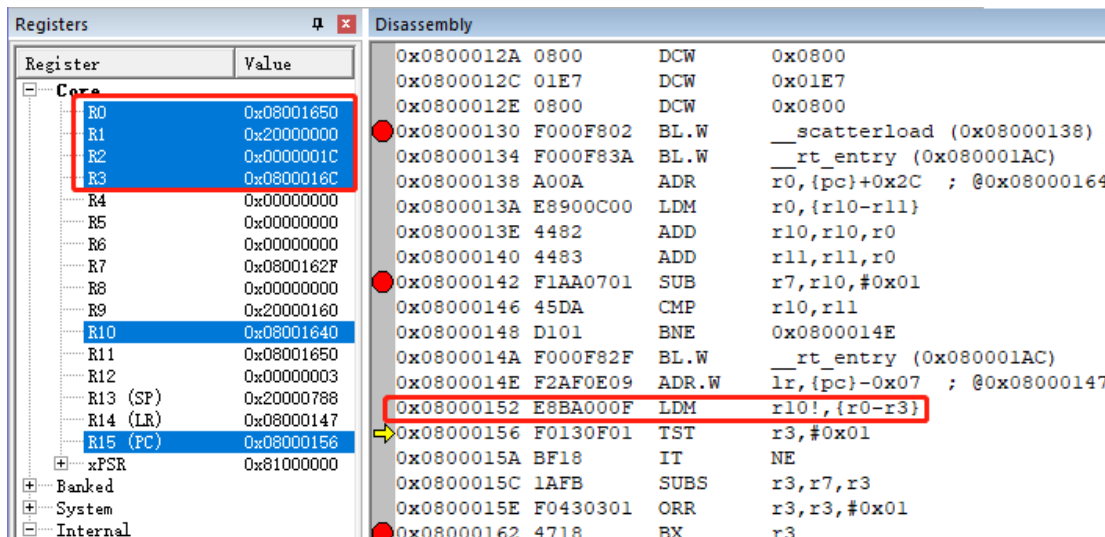 Registers
Register Value
Core
R0 0x08001650
R1 0x20000000
R2 0x0000001C
R3 0x0800016C
R4 0x00000000
R5 0x00000000
R6 0x00000000
R7 0x0800162F
R8 0x00000000
R9 0x20000160
R10 0x08001640
R11 0x08001650
R12 0x00000003
R13 (SP) 0x20000788
R14 (LR) 0x08000147
R15 (PC) 0x08000156
xPSR 0x81000000
Banked
System
Internal
Disassembly
0x0800012A 0800 DCW 0x0800
0x0800012C 01E7 DCW 0x01E7
0x0800012E 0800 DCW 0x0800
0x08000130 F000F802 BL.W __scatterload (0x08000138)
0x08000134 F000F83A BL.W __rt_entry (0x080001AC)
0x08000138 A00A ADR r0,{pc}+0x2C ; @0x08000164
0x0800013A E8900C00 LDM r0,{r10-r11}
0x0800013E 4482 ADD r10,r10,r0
0x08000140 4483 ADD r11,r11,r0
0x08000142 F1AA0701 SUB r7,r10,#0x01
0x08000146 45DA CMP r10,r11
0x08000148 D101 BNE 0x0800014E
0x0800014A F000F82F BL.W __rt_entry (0x080001AC)
0x0800014E F2AF0E09 ADR.W lr,{pc}-0x07 ; @0x08000147
0x08000152 E8BA000F LDM r10!,{r0-r3}
0x08000156 F0130F01 TST r3,#0x01
0x0800015A BF18 IT NE
0x0800015C 1AFB SUBS r3,r7,r3
0x0800015E F0430301 ORR r3,r3,#0x01
0x08000162 4718 BX r3